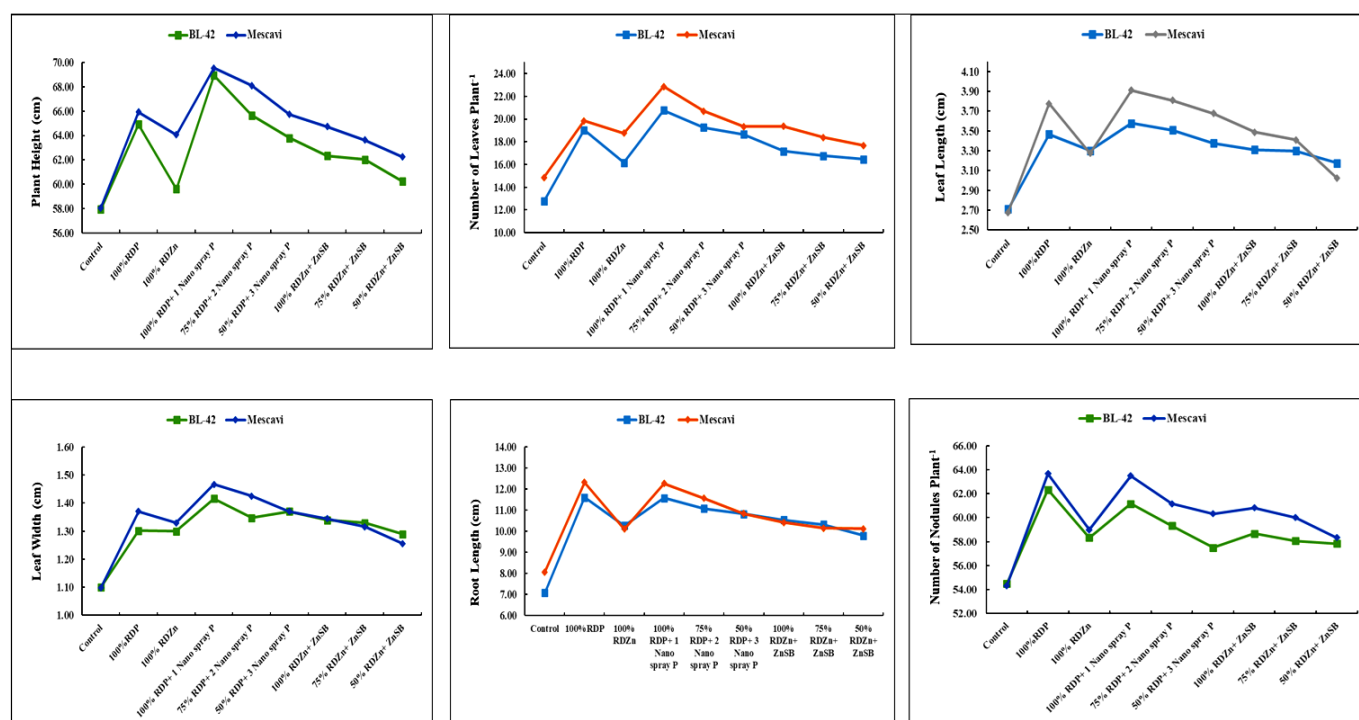 BL-42 Mescavi
Plant Height (cm)
70.00
68.00
66.00
64.00
62.00
60.00
58.00
56.00
Control
100%RDP
100% RDZn
100% RDP+ 1 Nano spray P
75% RDP+ 2 Nano spray P
50% RDP+ 3 Nano spray P
100% RDZn+ ZnSB
75% RDZn+ ZnSB
50% RDZn+ ZnSB
BL-42 Mescavi
Number of Leaves Plant⁻¹
24.00
22.00
20.00
18.00
16.00
14.00
12.00
10.00
Control
100%RDP
100% RDZn
100% RDP+ 1 Nano spray P
75% RDP+ 2 Nano spray P
50% RDP+ 3 Nano spray P
100% RDZn+ ZnSB
75% RDZn+ ZnSB
50% RDZn+ ZnSB
BL-42 Mescavi
Leaf Length (cm)
4.10
3.90
3.70
3.50
3.30
3.10
2.90
2.70
2.50
Control
100%RDP
100% RDZn
100% RDP+ 1 Nano spray P
75% RDP+ 2 Nano spray P
50% RDP+ 3 Nano spray P
100% RDZn+ ZnSB
75% RDZn+ ZnSB
50% RDZn+ ZnSB
BL-42 Mescavi
Leaf Width (cm)
1.60
1.50
1.40
1.30
1.20
1.10
1.00
Control
100%RDP
100% RDZn
100% RDP+ 1 Nano spray P
75% RDP+ 2 Nano spray P
50% RDP+ 3 Nano spray P
100% RDZn+ ZnSB
75% RDZn+ ZnSB
50% RDZn+ ZnSB
BL-42 Mescavi
Root Length (cm)
14.00
13.00
12.00
11.00
10.00
9.00
8.00
7.00
6.00
Control 100%RDP 100% 100% 75% 50% 100% 75% 50%
RDZn RDP+ 1 RDP+ 2 RDP+ 3 RDZn+ RDZn+ RDZn+
Nano Nano Nano ZnSB ZnSB ZnSB
spray P spray P spray P
BL-42 Mescavi
Number of Nodules Plant⁻¹
66.00
64.00
62.00
60.00
58.00
56.00
54.00
52.00
Control
100%RDP
100% RDZn
100% RDP+ 1 Nano spray P
75% RDP+ 2 Nano spray P
50% RDP+ 3 Nano spray P
100% RDZn+ ZnSB
75% RDZn+ ZnSB
50% RDZn+ ZnSB